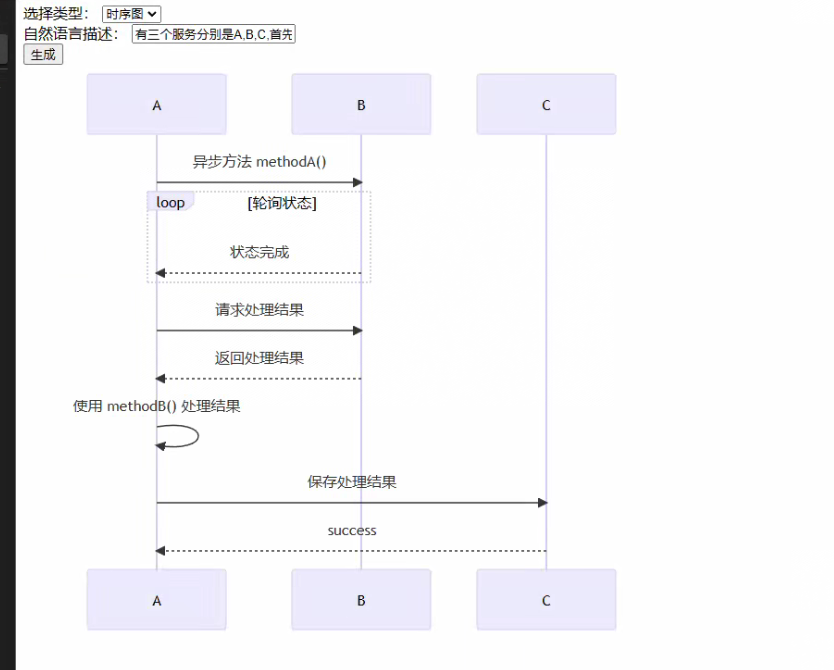 选择类型： 时序图
自然语言描述： 有三个服务分别是A,B,C,首先
生成
A B C
异步方法 methodA()
loop [轮询状态]
状态完成
请求处理结果
返回处理结果
使用 methodB() 处理结果
保存处理结果
success
A B C